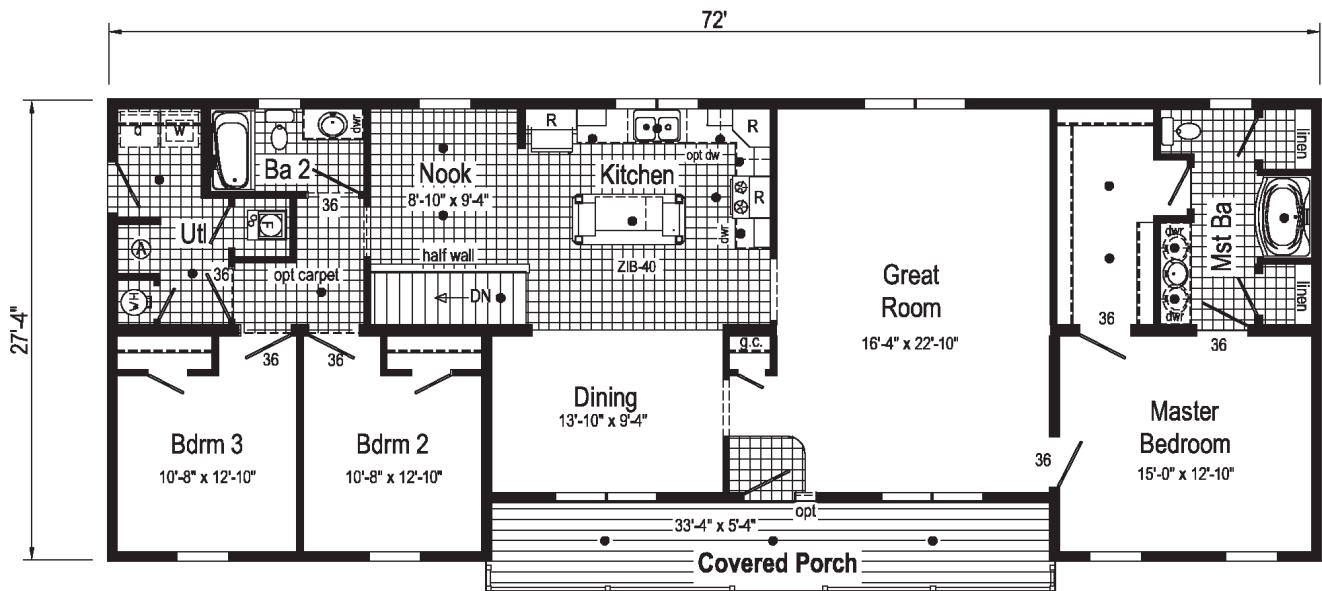 72'
27'-4"
d
W
dwr
Ba 2
36
Nook
8'-10" x 9'-4"
R
Kitchen
R
opt dw
R
dwr
ZIB-40
half wall
DN
Utl
F
A
WH
36
opt carpet
36
36
Great
Room
16'-4" x 22'-10"
g.c.
Dining
13'-10" x 9'-4"
Bdrm 3
10'-8" x 12'-10"
Bdrm 2
10'-8" x 12'-10"
linen
Mst Ba
dwr
dwr
linen
36
36
Master
Bedroom
15'-0" x 12'-10"
36
opt
33'-4" x 5'-4"
Covered Porch